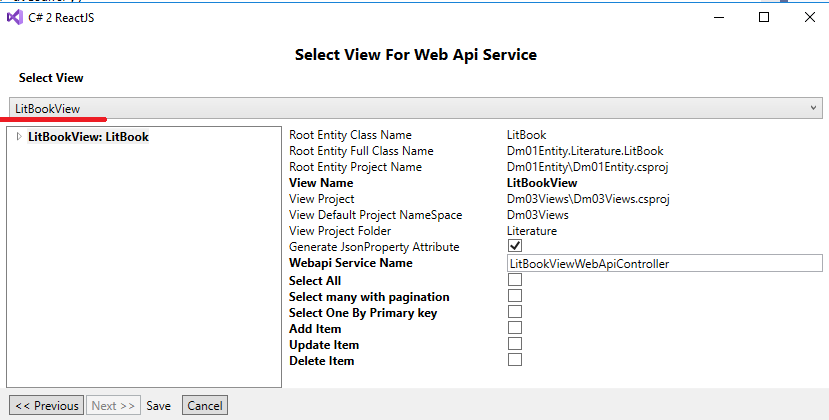 C# 2 ReactJS
Select View For Web Api Service
Select View
LitBookView
LitBookView: LitBook
Root Entity Class Name LitBook
Root Entity Full Class Name Dm01Entity.Literature.LitBook
Root Entity Project Name Dm01Entity\Dm01Entity.csproj
View Name LitBookView
View Project Dm03Views\Dm03Views.csproj
View Default Project NameSpace Dm03Views
View Project Folder Literature
Generate JsonProperty Attribute
Webapi Service Name LitBookViewWebApiController
Select All
Select many with pagination
Select One By Primary key
Add Item
Update Item
Delete Item
<< Previous Next >> Save Cancel